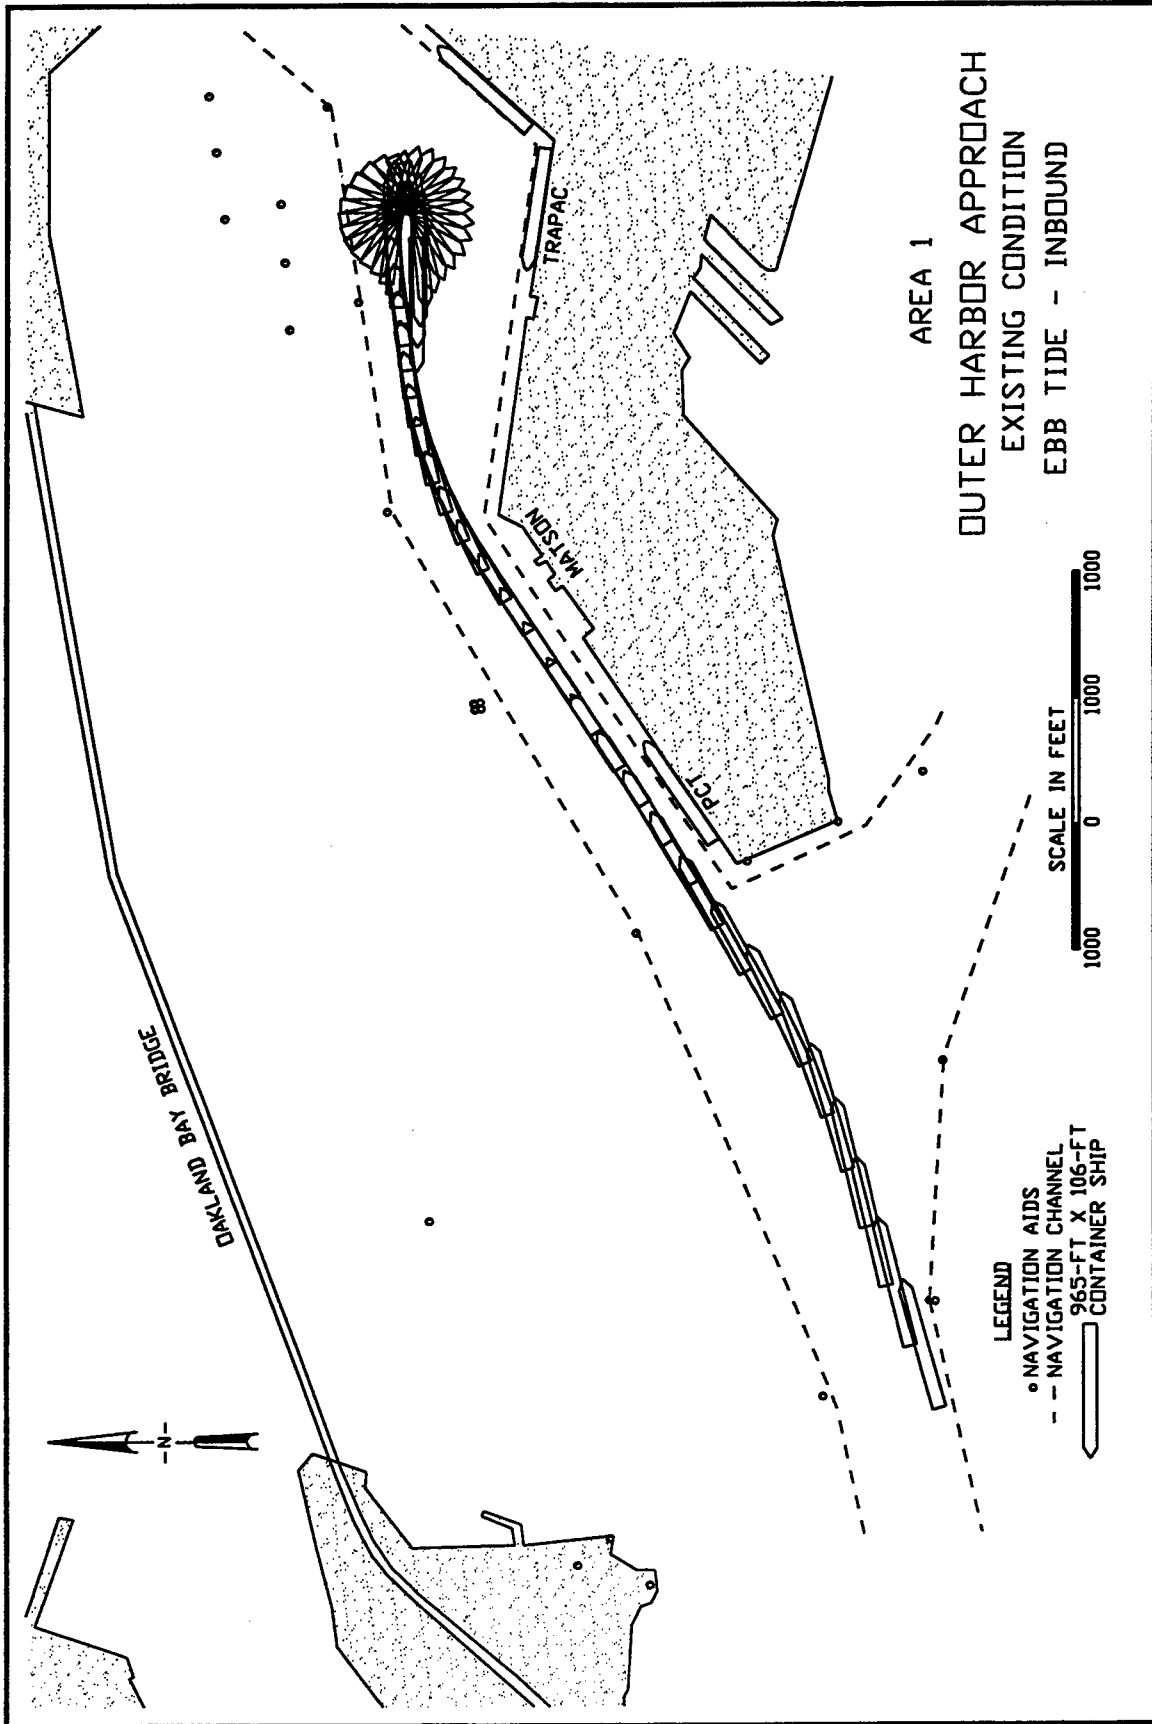 OAKLAND BAY BRIDGE
-N-
TRAPAC
MATSON
PCT
AREA 1
OUTER HARBOR APPROACH
EXISTING CONDITION
EBB TIDE - INBOUND
LEGEND
NAVIGATION AIDS
NAVIGATION CHANNEL
965-FT X 106-FT
CONTAINER SHIP
SCALE IN FEET
1000 0 1000 1000